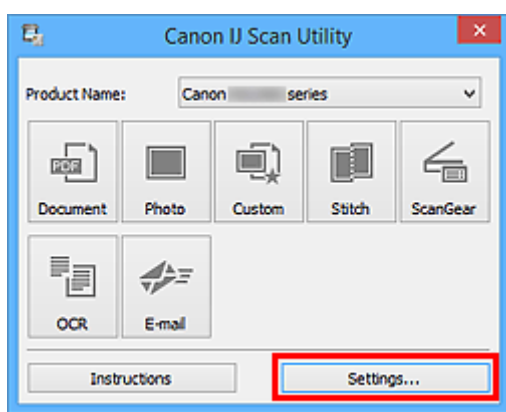 Canon IJ Scan Utility
Product Name: Canon series
PDF
Document Photo Custom Stitch ScanGear
OCR E-mail
Instructions Settings...